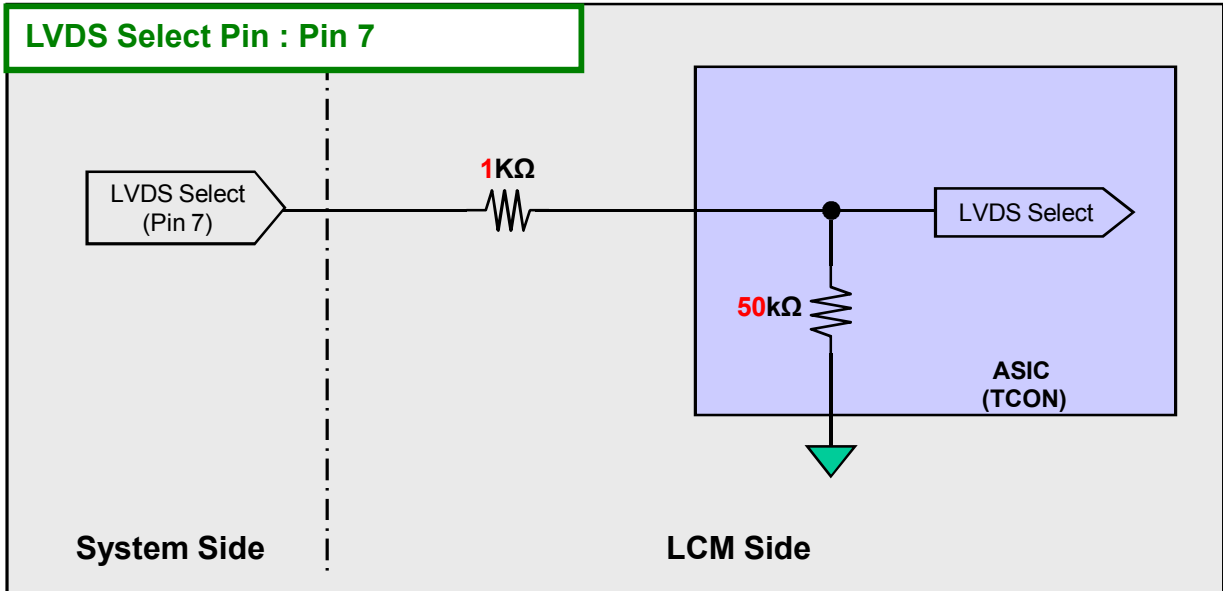 LVDS Select Pin : Pin 7
1KΩ
LVDS Select
(Pin 7)
LVDS Select
50kΩ
ASIC
(TCON)
System Side
LCM Side